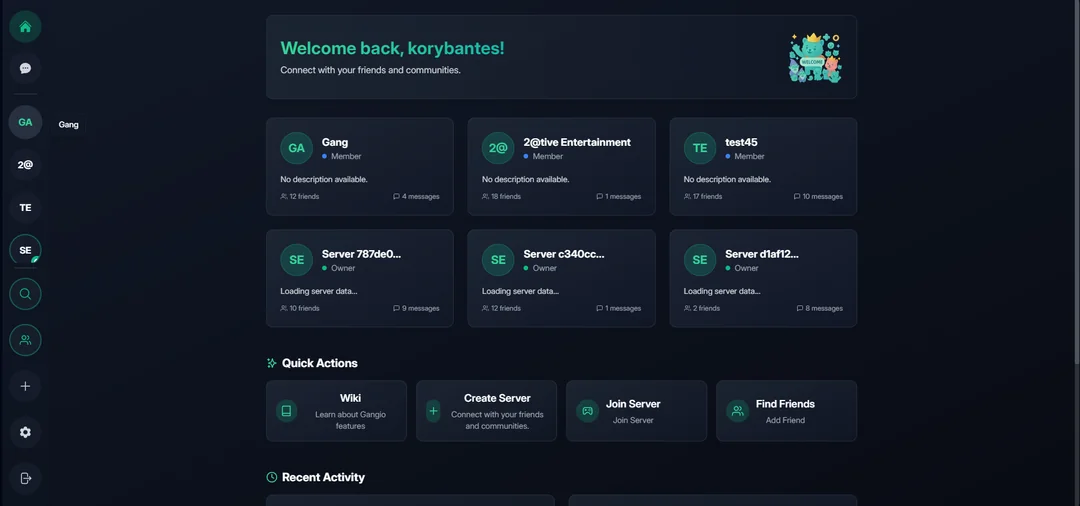 Welcome back, korybantes!
Connect with your friends and communities.
WELCOME
GA
Gang
2@
TE
SE
GA
Gang
Member
No description available.
12 friends
4 messages
2@
2@tive Entertainment
Member
No description available.
18 friends
1 messages
TE
test45
Member
No description available.
17 friends
10 messages
SE
Server 787de0...
Owner
Loading server data...
10 friends
9 messages
SE
Server c340cc...
Owner
Loading server data...
12 friends
1 messages
SE
Server d1af12...
Owner
Loading server data...
2 friends
8 messages
Quick Actions
Wiki
Learn about Gangio
features
Create Server
Connect with your friends
and communities.
Join Server
Join Server
Find Friends
Add Friend
Recent Activity